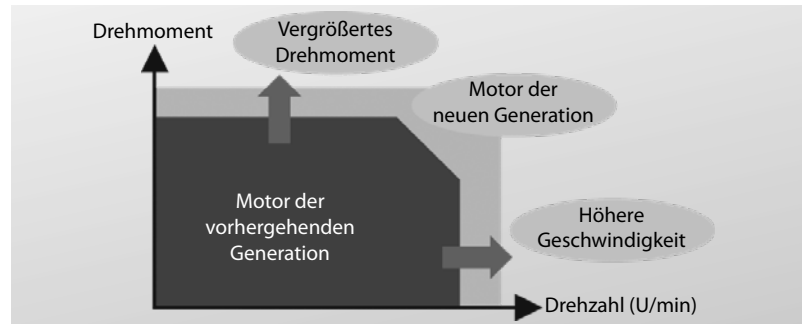 Drehmoment
Vergrößertes
Drehmoment
Motor der
neuen Generation
Motor der
vorhergehenden
Generation
Höhere
Geschwindigkeit
Drehzahl (U/min)